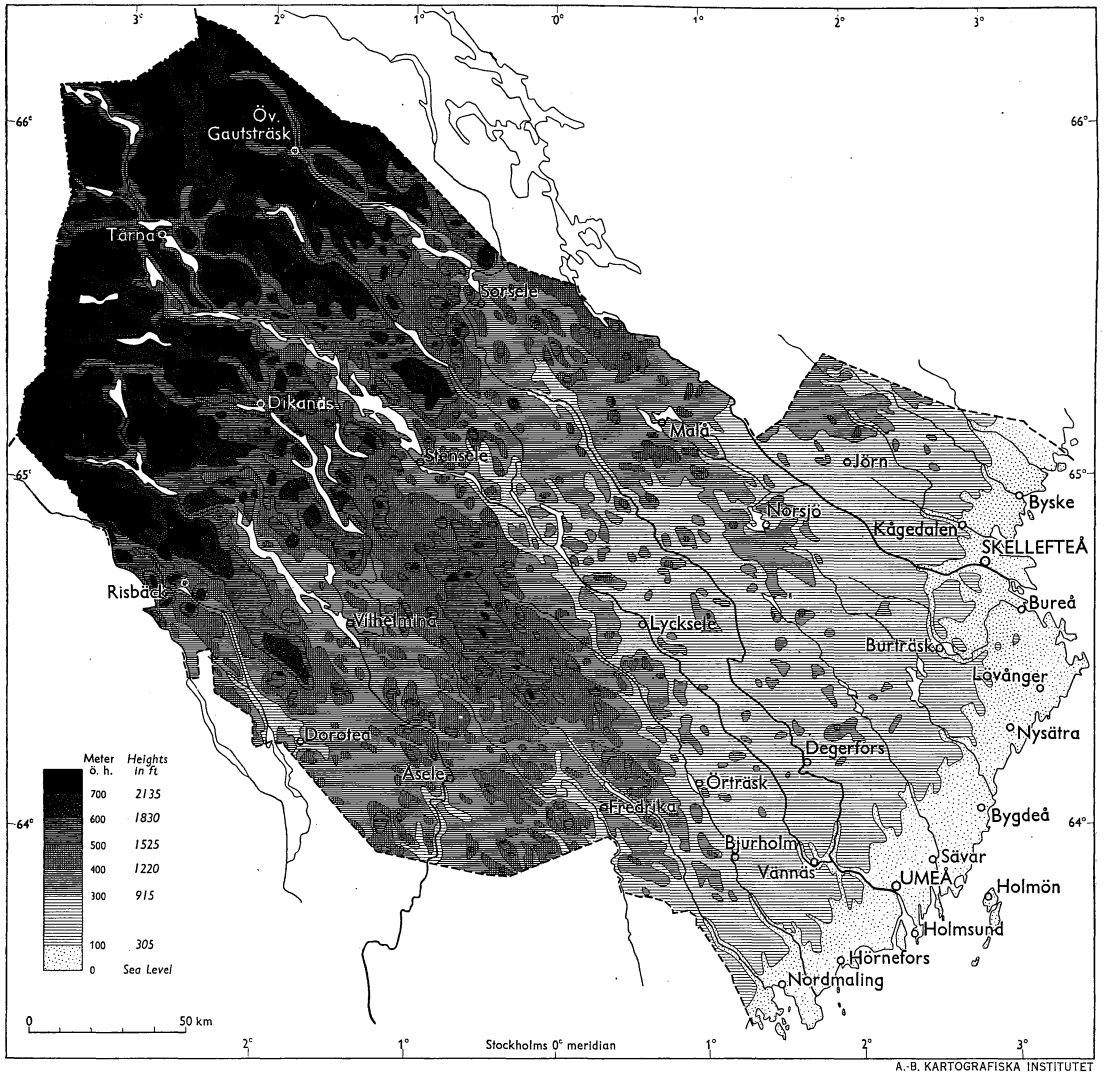 3° 2° 1° 0° 1° 2° 3°
66° 66°
Öv.
Gautsträsk
Tärna
Sorsele
Dikanäs
Malå
Stensele
Jörn
65° 65°
Byske
Norsjö
Kågedalen
SKELLEFTEÅ
Risbäck
Bureå
Vilhelmina
Lycksele
Burträsk
Lövånger
Nysätra
Dorotea
Degerfors
Meter Heights
ö. h. in ft
Åsele
Örträsk
700 2135
Fredrika
600 1830
Bygdeå
64° 64°
500 1525
Bjurholm
400 1220
Sävar
Vännäs
UMEÅ
Holmön
300 915
Holmsund
100 305
Hörnefors
0 Sea Level
Nordmaling
0 50 km
2° 1° Stockholms 0° meridian 1° 2° 3°
A.-B. KARTOGRAFISKA INSTITUTET